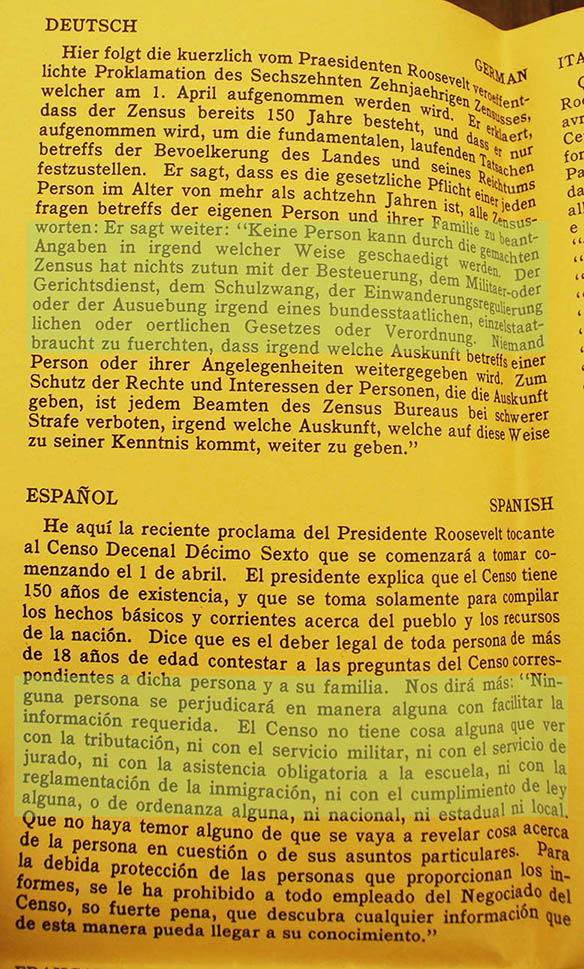 DEUTSCH
GERMAN
Hier folgt die kuerzlich vom Praesidenten Roosevelt veroeffent-
lichte Proklamation des Sechszehnten Zehnjaehrigen Zensusses,
welcher am 1. April aufgenommen werden wird. Er erklaert,
dass der Zensus bereits 150 Jahre besteht, und dass er nur
aufgenommen wird, um die fundamentalen, laufenden Tatsachen
betreffs der Bevoelkerung des Landes und seines Reichtums
festzustellen. Er sagt, dass es die gesetzliche Pflicht einer jeden
Person im Alter von mehr als achtzehn Jahren ist, alle Zensus-
fragen betreffs der eigenen Person und ihrer Familie zu beant-
worten: Er sagt weiter: “Keine Person kann durch die gemachten
Angaben in irgend welcher Weise geschaedigt werden. Der
Zensus hat nichts zutun mit der Besteuerung, dem Militaer-oder
Gerichtsdienst, dem Schulzwang, der Einwanderungsregulierung
oder der Ausuebung irgend eines bundesstaatlichen, einzelstaat-
lichen oder oertlichen Gesetzes oder Verordnung. Niemand
braucht zu fuerchten, dass irgend welche Auskunft betreffs einer
Person oder ihrer Angelegenheiten weitergegeben wird. Zum
Schutz der Rechte und Interessen der Personen, die die Auskunft
geben, ist jedem Beamten des Zensus Bureaus bei schwerer
Strafe verboten, irgend welche Auskunft, welche auf diese Weise
zu seiner Kenntnis kommt, weiter zu geben.”
ESPAÑOL
SPANISH
He aquí la reciente proclama del Presidente Roosevelt tocante
al Censo Decenal Décimo Sexto que se comenzará a tomar co-
menzando el 1 de abril. El presidente explica que el Censo tiene
150 años de existencia, y que se toma solamente para compilar
los hechos básicos y corrientes acerca del pueblo y los recursos
de la nación. Dice que es el deber legal de toda persona de más
de 18 años de edad contestar a las preguntas del Censo corres-
pondientes a dicha persona y a su familia. Nos dirá más: “Nin-
guna persona se perjudicará en manera alguna con facilitar la
información requerida. El Censo no tiene cosa alguna que ver
con la tributación, ni con el servicio militar, ni con el servicio de
jurado, ni con la asistencia obligatoria a la escuela, ni con la
reglamentación de la inmigración, ni con el cumplimiento de ley
alguna, o de ordenanza alguna, ni nacional, ni estadual ni local.
Que no haya temor alguno de que se vaya a revelar cosa acerca
de la persona en cuestión o de sus asuntos particulares. Para
la debida protección de las personas que proporcionan los in-
formes, se le ha prohibido a todo empleado del Negociado del
Censo, so fuerte pena, que descubra cualquier información que
de esta manera pueda llegar a su conocimiento.”
ITA